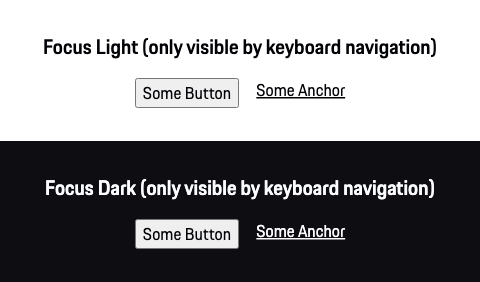 Focus Light (only visible by keyboard navigation)
Some Button Some Anchor
Focus Dark (only visible by keyboard navigation)
Some Button Some Anchor